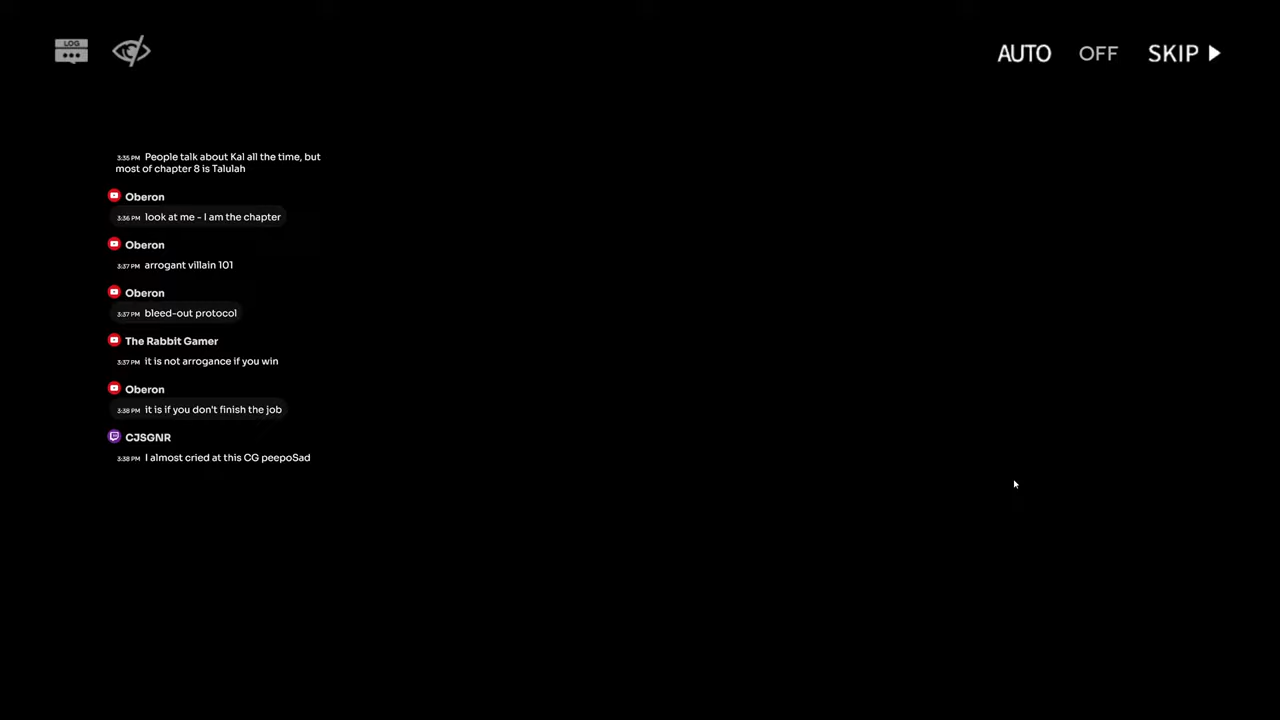 LOG
AUTO OFF SKIP
3:35 PM People talk about Kal all the time, but
most of chapter 8 is Talulah
Oberon
3:36 PM look at me - I am the chapter
Oberon
3:37 PM arrogant villain 101
Oberon
3:37 PM bleed-out protocol
The Rabbit Gamer
3:37 PM it is not arrogance if you win
Oberon
3:38 PM it is if you don't finish the job
CJSGNR
3:38 PM I almost cried at this CG peepoSad